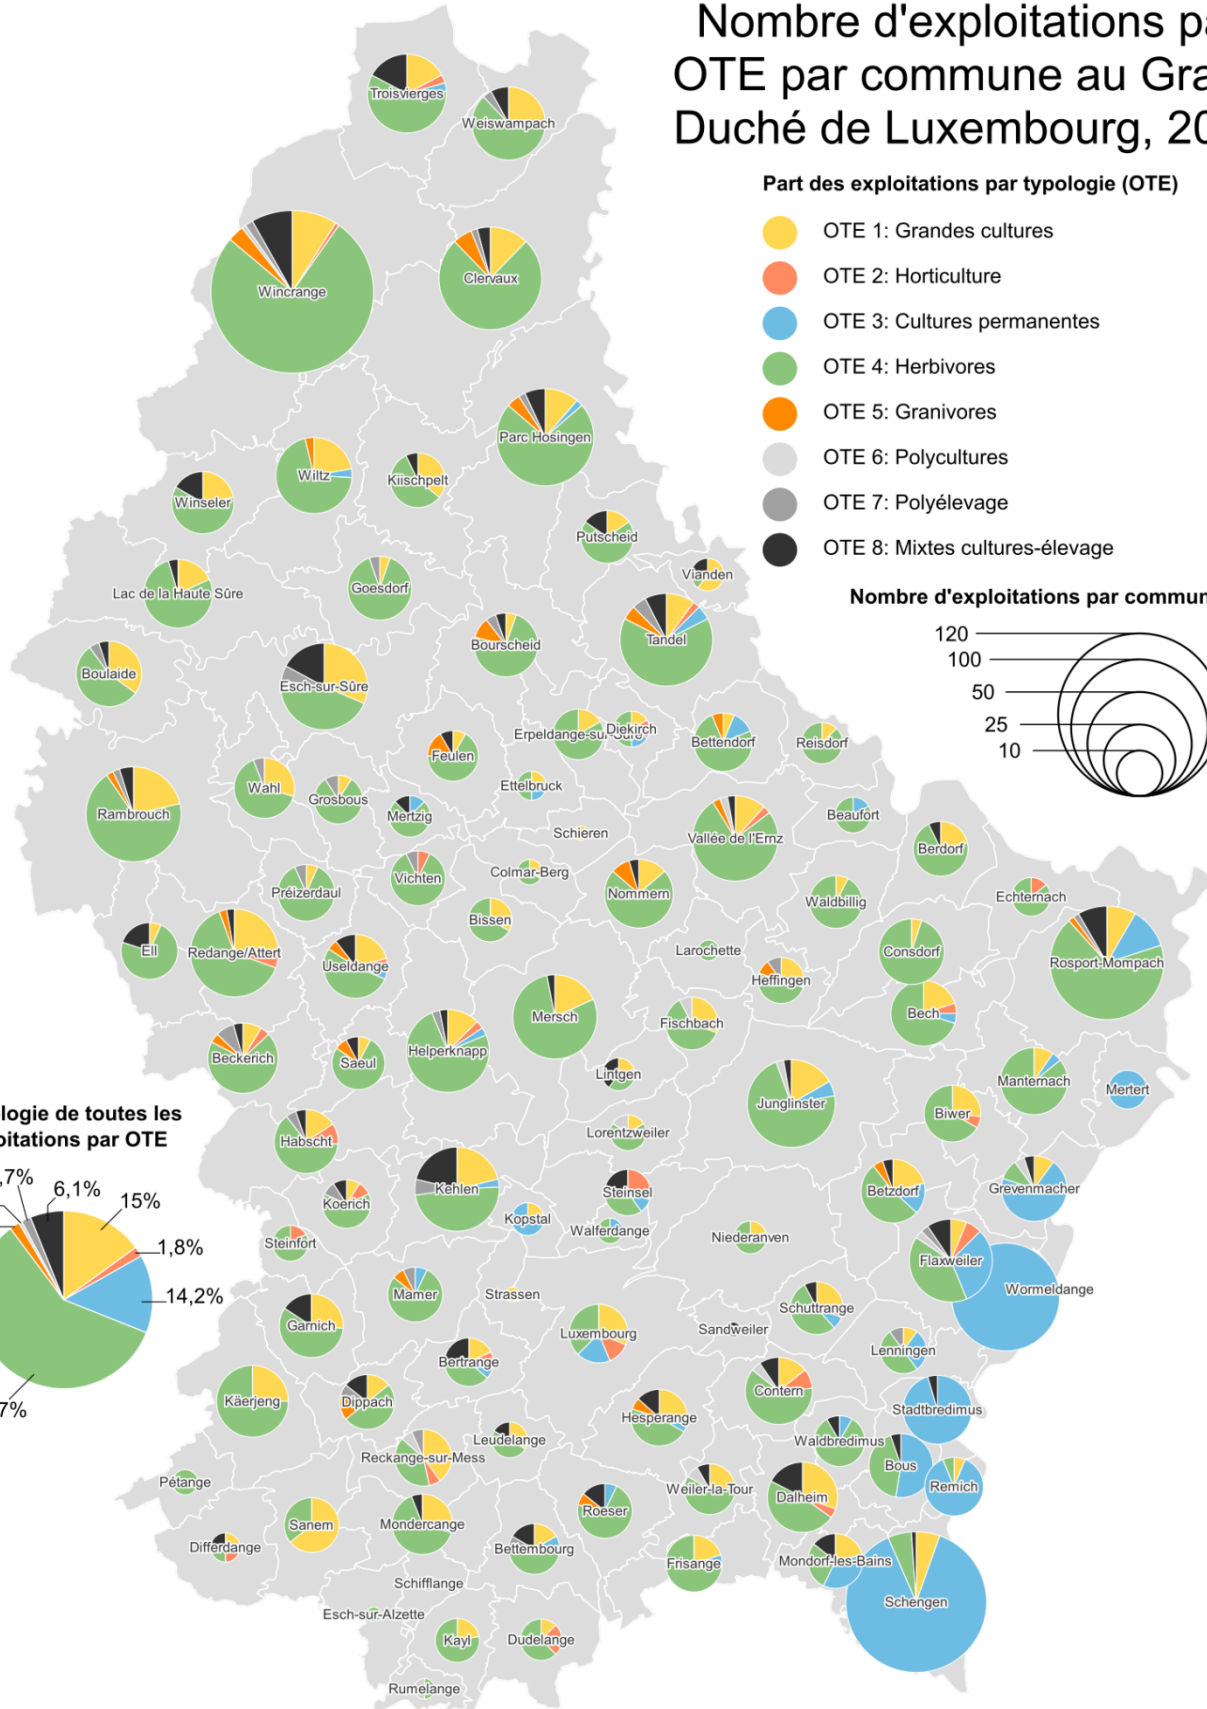 Nombre d'exploitations pa
OTE par commune au Gra
Duché de Luxembourg, 20
Part des exploitations par typologie (OTE)
OTE 1: Grandes cultures
OTE 2: Horticulture
OTE 3: Cultures permanentes
OTE 4: Herbivores
OTE 5: Granivores
OTE 6: Polycultures
OTE 7: Polyélevage
OTE 8: Mixtes cultures-élevage
Nombre d'exploitations par commun
120
100
50
25
10
Troisvierges
Weiswampach
Wincrange
Clervaux
Parc Hosingen
Wiltz
Kiischpelt
Winseler
Putscheid
Vianden
Lac de la Haute Sûre
Goesdorf
Tandel
Bourscheid
Boulaide
Esch-sur-Sûre
Erpeldange-sur-Sûre
Diekirch
Bettendorf
Reisdorf
Feulen
Ettelbruck
Wahl
Grosbous
Rambrouch
Mertzig
Beaufort
Schieren
Vallée de l'Ernz
Berdorf
Colmar-Berg
Vichten
Préizerdaul
Nommern
Waldbillig
Echternach
Bissen
Ell
Redange/Attert
Useldange
Larochette
Consdorf
Rosport-Mompach
Heffingen
Mersch
Fischbach
Bech
Beckerich
Saeul
Helperknapp
Lintgen
Manternach
Mertert
Junglinster
Biwer
Habscht
Lorentzweiler
Kehlen
Steinsel
Betzdorf
Grevenmacher
Koerich
Kopstal
Walferdange
Niederanven
Steinfort
Flaxweiler
Wormeldange
Mamer
Strassen
Schuttrange
Garnich
Luxembourg
Sandweiler
Lenningen
Bertrange
Käerjeng
Dippach
Contern
Stadtbredimus
Hesperange
Waldbredimus
Leudelange
Reckange-sur-Mess
Bous
Pétange
Weiler-la-Tour
Dalheim
Remich
Roeser
Sanem
Mondercange
Differdange
Bettembourg
Frisange
Mondorf-les-Bains
Schifflange
Schengen
Esch-sur-Alzette
Kayl
Dudelange
Rumelange
ologie de toutes les
oitations par OTE
,7%
6,1%
15%
1,8%
14,2%
7%